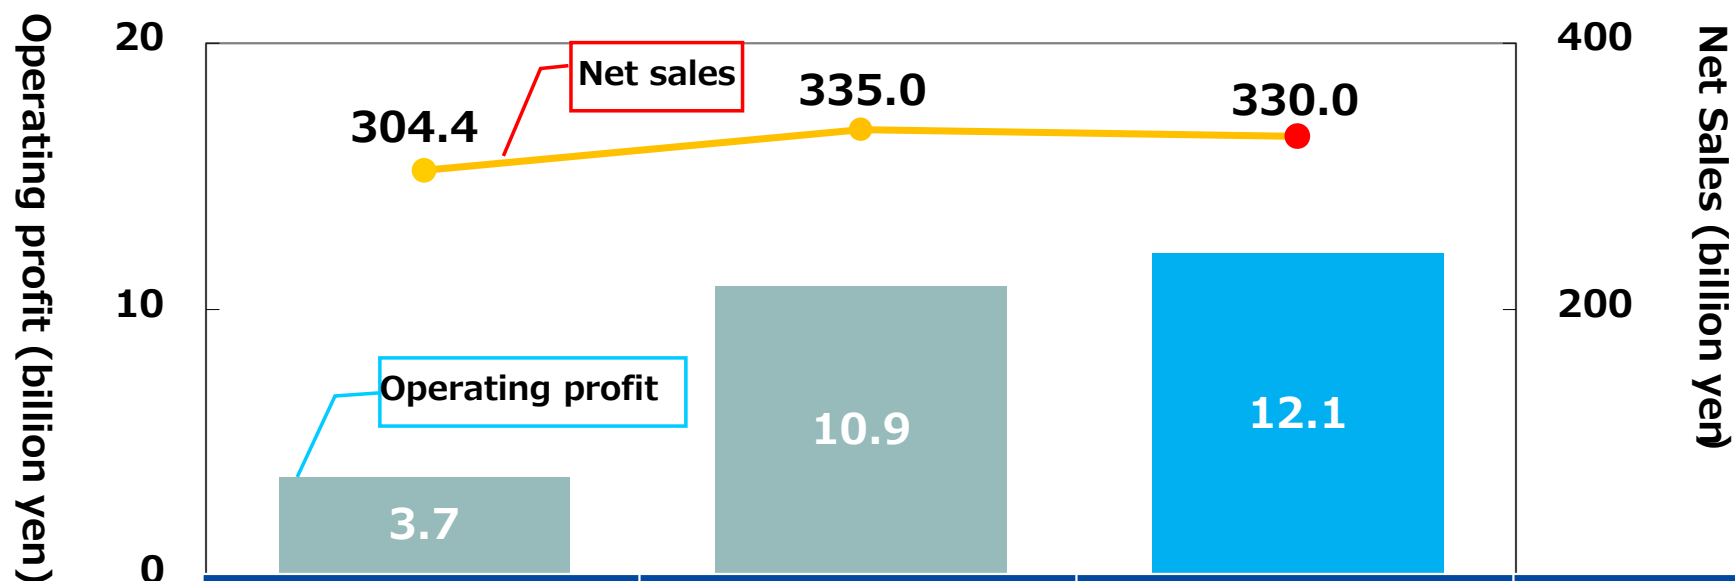 Operating profit (billion yen)
20
10
0
Net sales
304.4
335.0
330.0
Operating profit
3.7
10.9
12.1
400
200
Net Sales (billion yen)